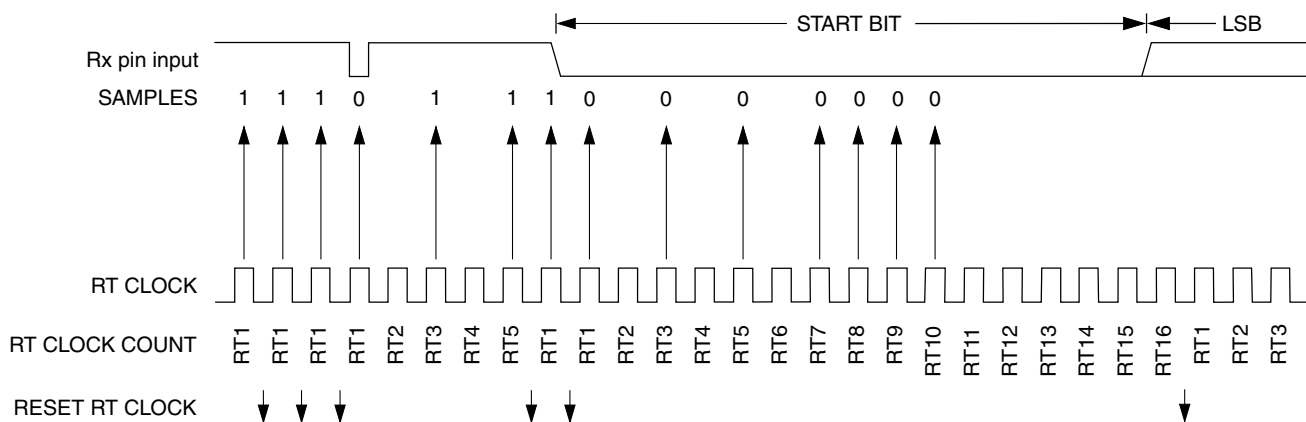 START BIT LSB
Rx pin input
SAMPLES 1 1 1 0 1 1 1 0 0 0 0 0 0 0
RT CLOCK
RT CLOCK COUNT RT1 RT1 RT1 RT1 RT2 RT3 RT4 RT5 RT1 RT1 RT2 RT3 RT4 RT5 RT6 RT7 RT8 RT9 RT10 RT11 RT12 RT13 RT14 RT15 RT16 RT1 RT2 RT3
RESET RT CLOCK